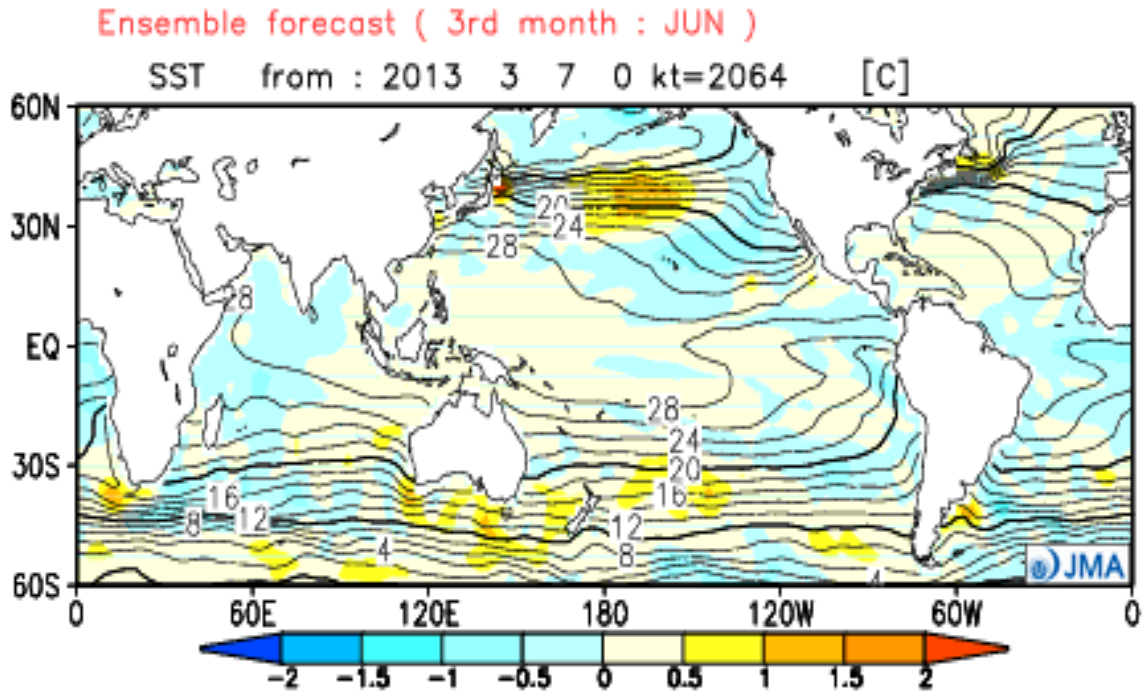 Ensemble forecast ( 3rd month : JUN )
SST from : 2013 3 7 0 kt=2064 [C]
60N
30N
EQ
30S
60S
20
24
28
28
28
24
20
16
16
12
8
12
8
4
4
JMA
0 60E 120E 180 120W 60W 0
-2 -1.5 -1 -0.5 0 0.5 1 1.5 2